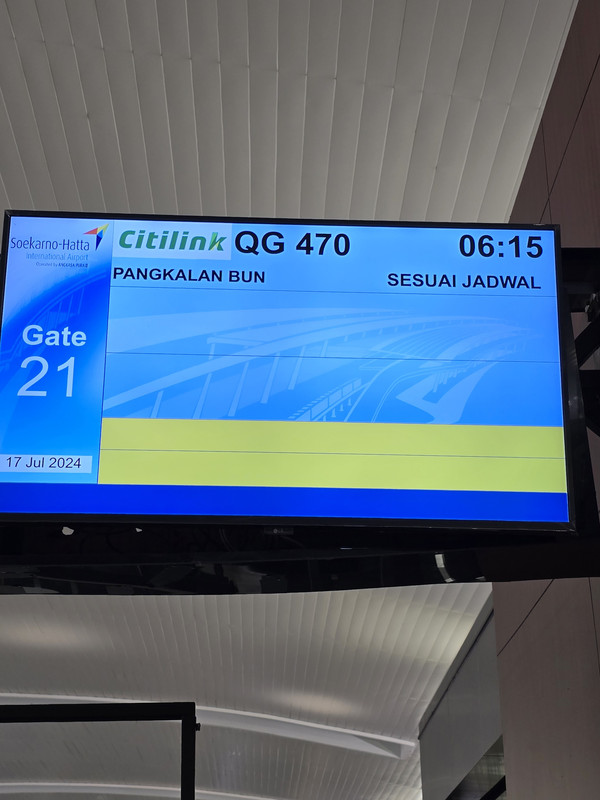 Soekarno-Hatta
International Airport
Citilink QG 470 06:15
PANGKALAN BUN SESUAI JADWAL
Gate
21
17 Jul 2024